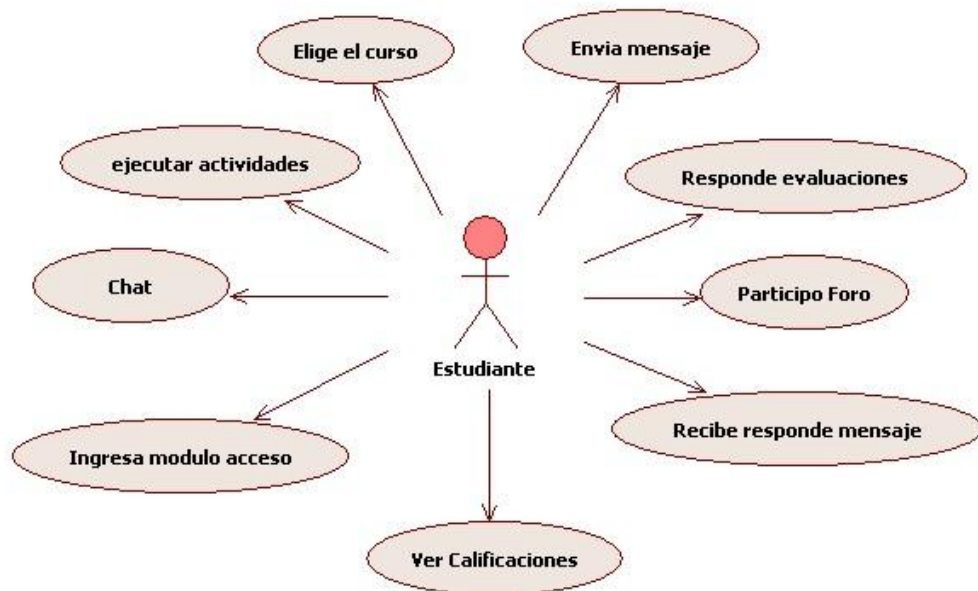 Elige el curso
Envia mensaje
ejecutar actividades
Responde evaluaciones
Chat
Participo Foro
Estudiante
Recibe responde mensaje
Ingresa modulo acceso
Ver Calificaciones